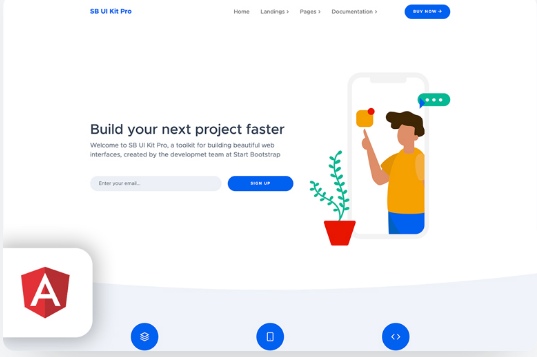 SB UI Kit Pro
Home Landings Pages Documentation
BUY NOW
Build your next project faster
Welcome to SB UI Kit Pro, a toolkit for building beautiful web
interfaces, created by the developmet team at Start Bootstrap
Enter your email...
SIGN UP
A